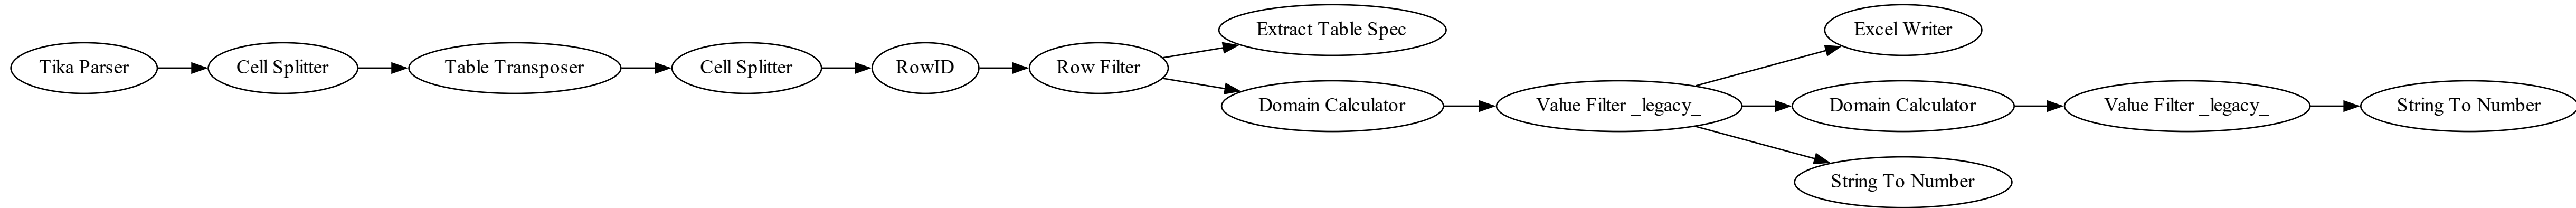 Tika Parser
Cell Splitter
Table Transposer
Cell Splitter
RowID
Row Filter
Extract Table Spec
Domain Calculator
Value Filter _legacy_
Excel Writer
Domain Calculator
Value Filter _legacy_
String To Number
String To Number